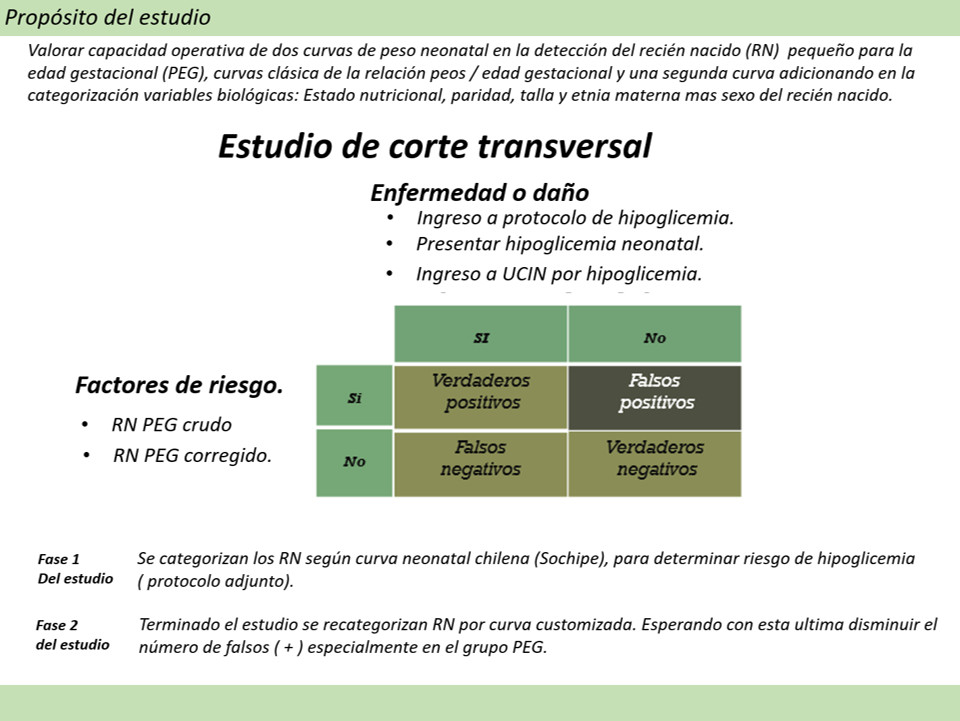 Propósito del estudio
Valorar capacidad operativa de dos curvas de peso neonatal en la detección del recién nacido (RN) pequeño para la
edad gestacional (PEG), curvas clásica de la relación peos / edad gestacional y una segunda curva adicionando en la
categorización variables biológicas: Estado nutricional, paridad, talla y etnia materna mas sexo del recién nacido.
Estudio de corte transversal
Enfermedad o daño
• Ingreso a protocolo de hipoglicemia.
• Presentar hipoglicemia neonatal.
• Ingreso a UCIN por hipoglicemia.
SI
No
Factores de riesgo.
• RN PEG crudo
• RN PEG corregido.
Si
Verdaderos
positivos
Falsos
positivos
No
Falsos
negativos
Verdaderos
negativos
Fase 1
Del estudio
Se categorizan los RN según curva neonatal chilena (Sochipe), para determinar riesgo de hipoglicemia
( protocolo adjunto).
Fase 2
del estudio
Terminado el estudio se recategorizan RN por curva customizada. Esperando con esta ultima disminuir el
número de falsos ( + ) especialmente en el grupo PEG.